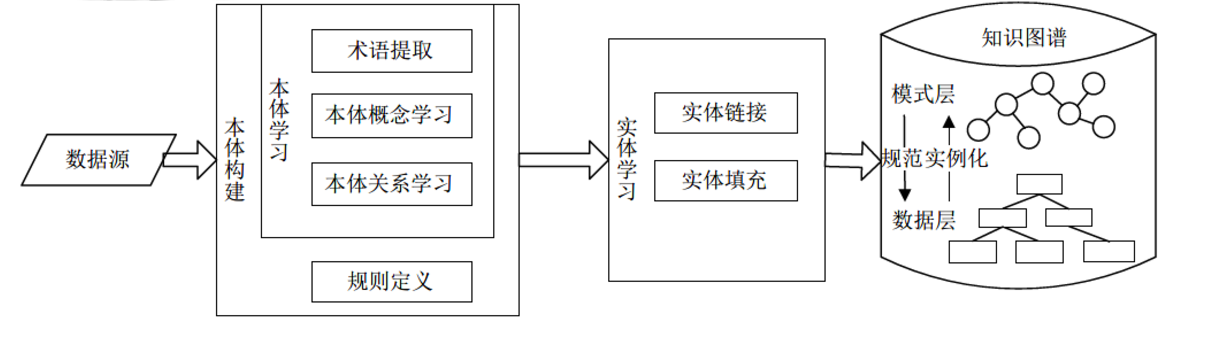 数据源
本体构建
本体学习
术语提取
本体概念学习
本体关系学习
规则定义
实体学习
实体链接
实体填充
知识图谱
模式层
规范 实例化
数据层